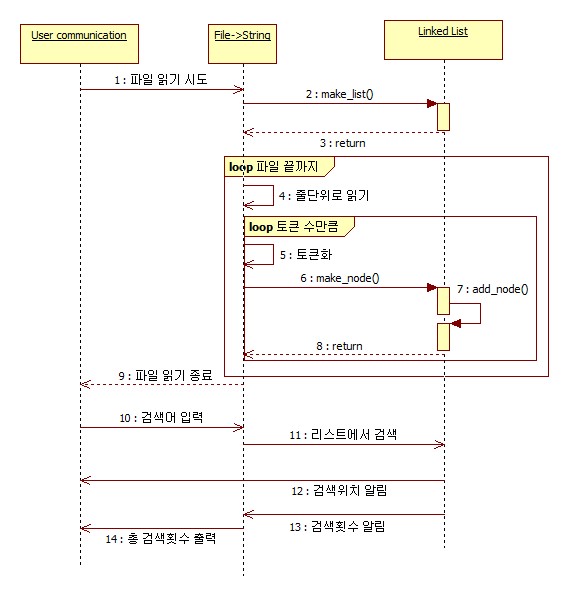 User communication
File->String
Linked List
1 : 파일 읽기 시도
2 : make_list()
3 : return
loop 파일 끝까지
4 : 줄단위로 읽기
loop 토큰 수만큼
5 : 토큰화
6 : make_node()
7 : add_node()
8 : return
9 : 파일 읽기 종료
10 : 검색어 입력
11 : 리스트에서 검색
12 : 검색위치 알림
13 : 검색횟수 알림
14 : 총 검색횟수 출력